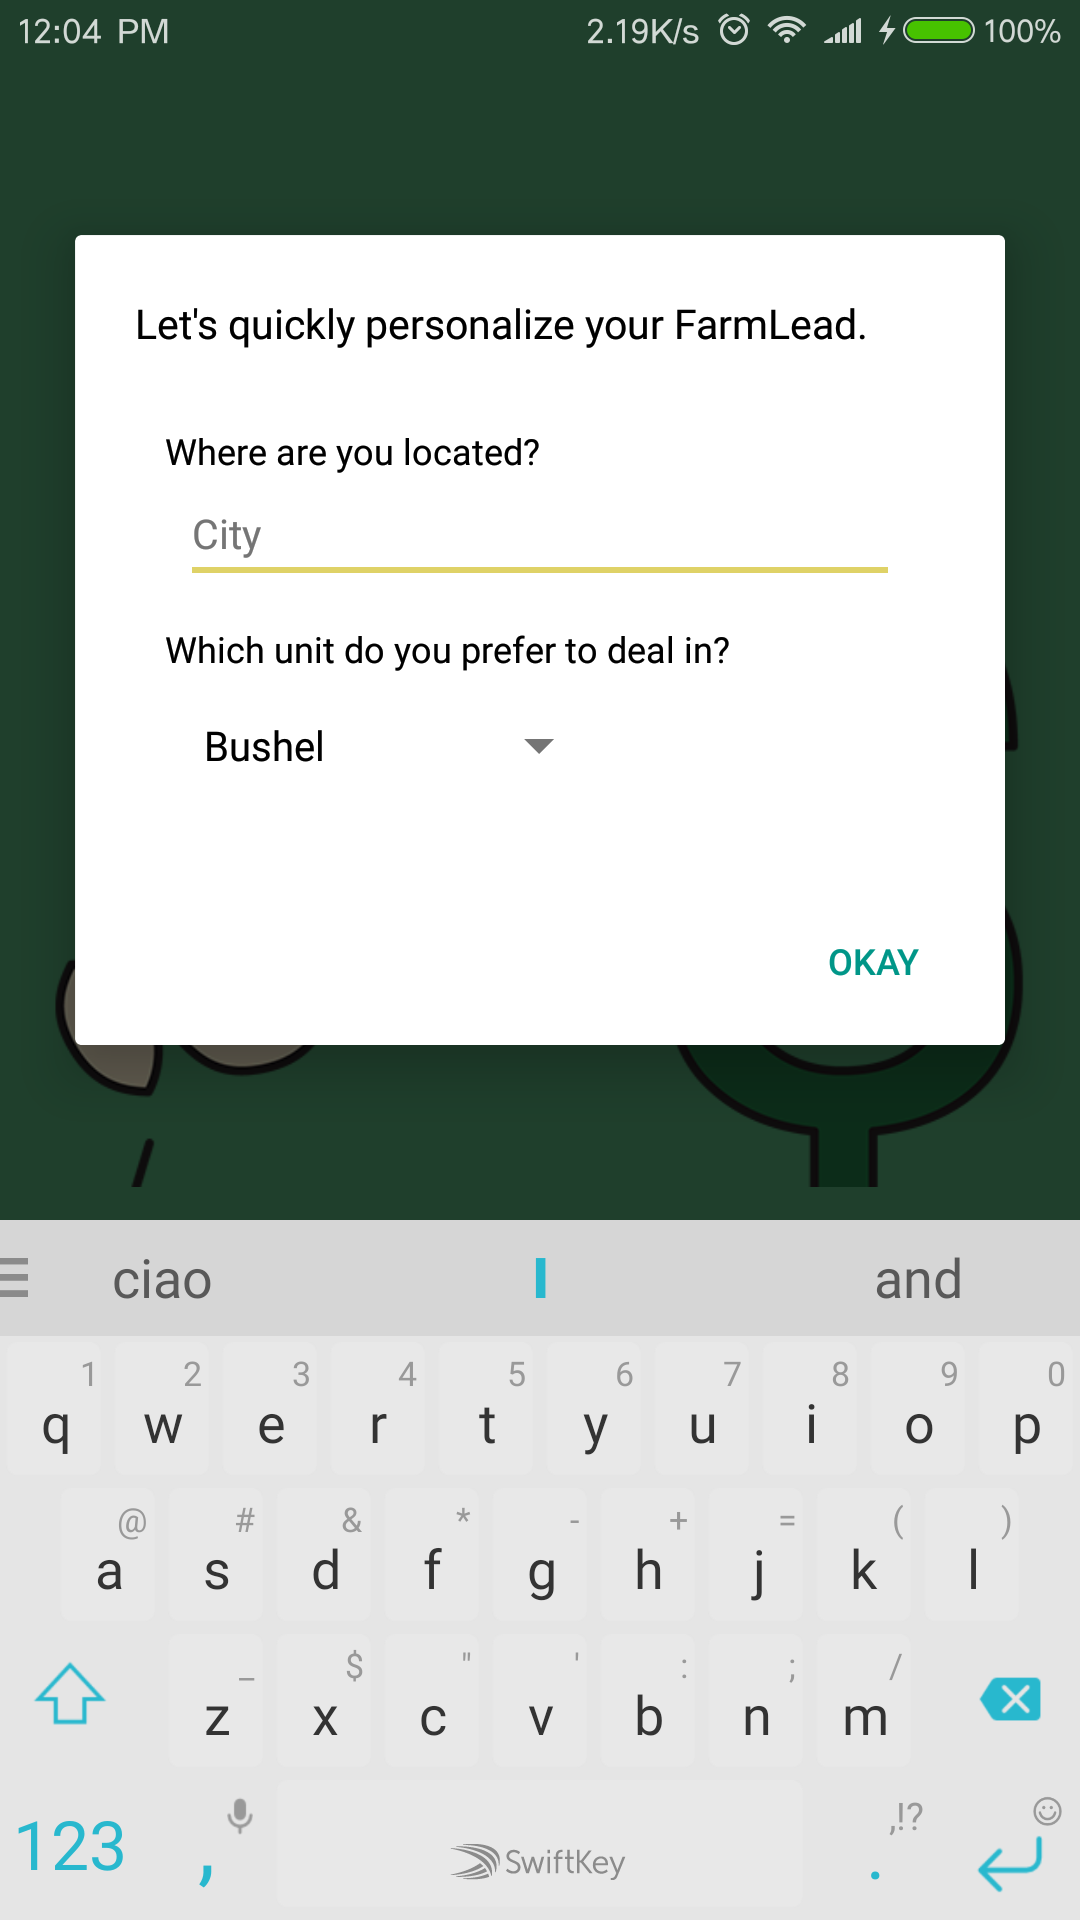 12:04 PM 2.19K/s 100%
Let's quickly personalize your FarmLead.
Where are you located?
City
Which unit do you prefer to deal in?
Bushel
OKAY
ciao I and
1 2 3 4 5 6 7 8 9 0
q w e r t y u i o p
@ # & * - + = ( )
a s d f g h j k l
_ $ " ' : ; /
z x c v b n m
123 , SwiftKey . ,!?